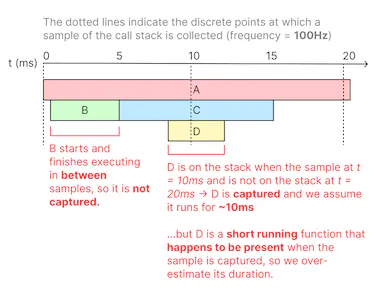 The dotted lines indicate the discrete points at which a
sample of the call stack is collected (frequency = 100Hz)
0 5 10 15 20
t (ms)
A
B C
D
B starts and
finishes executing
in between
samples, so it is
not
captured.
D is on the stack when the sample at t
= 10ms and is not on the stack at t =
20ms → D is captured and we assume
it runs for ~10ms
...but D is a short running function that
happens to be present when the
sample is captured, so we over-
estimate its duration.